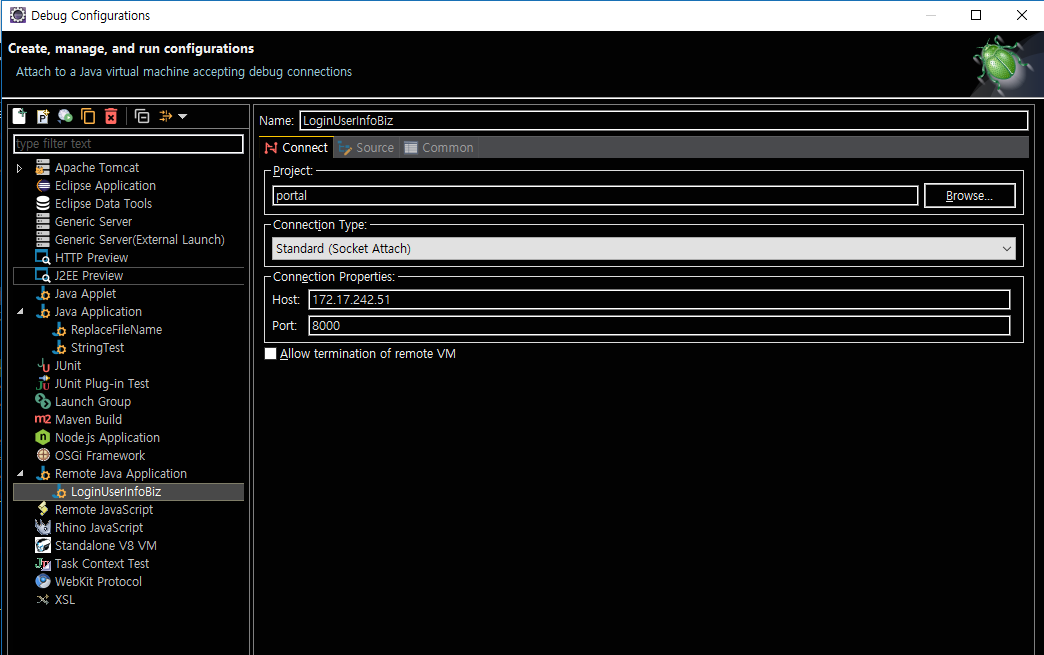 Debug Configurations
Create, manage, and run configurations
Attach to a Java virtual machine accepting debug connections
type filter text
Apache Tomcat
Eclipse Application
Eclipse Data Tools
Generic Server
Generic Server(External Launch)
HTTP Preview
J2EE Preview
Java Applet
Java Application
ReplaceFileName
StringTest
JUnit
JUnit Plug-in Test
Launch Group
Maven Build
Node.js Application
OSGi Framework
Remote Java Application
LoginUserInfoBiz
Remote JavaScript
Rhino JavaScript
Standalone V8 VM
Task Context Test
WebKit Protocol
XSL
Name: LoginUserInfoBiz
Connect Source Common
Project:
portal Browse...
Connection Type:
Standard (Socket Attach)
Connection Properties:
Host: 172.17.242.51
Port: 8000
Allow termination of remote VM